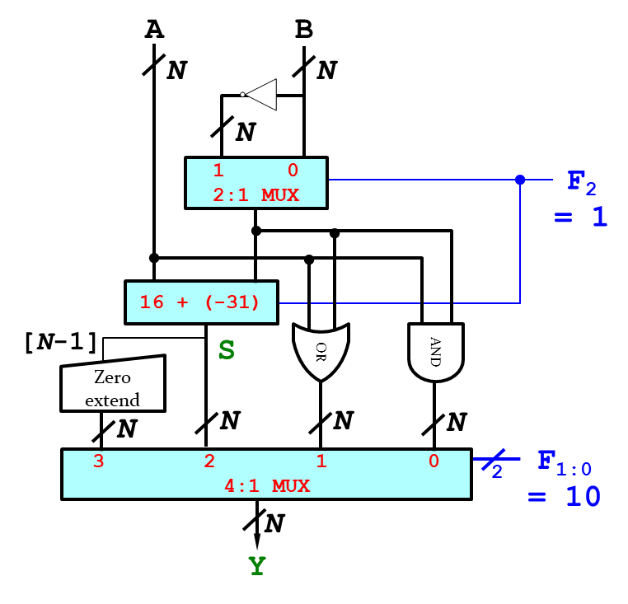 A
B
N
N
N
1 0
2:1 MUX
F₂
= 1
16 + (-31)
[N-1]
S
OR
AND
Zero
extend
N
N
N
N
3 2 1 0
4:1 MUX
2
F₁:₀
= 10
N
Y